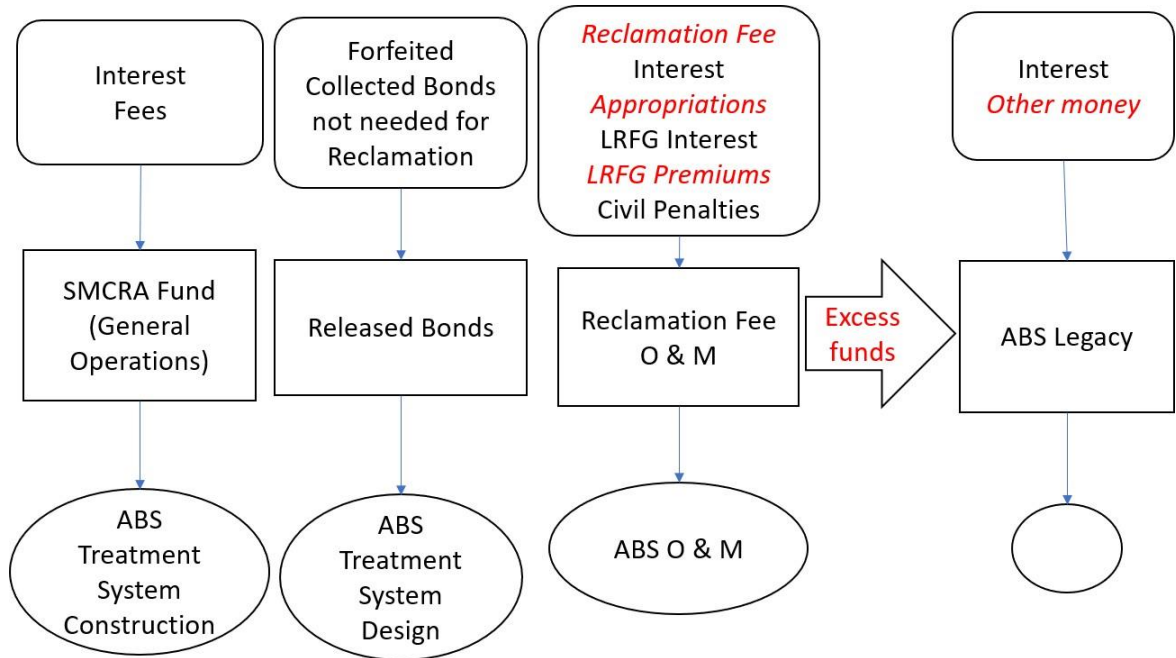 Interest
Fees
Forfeited
Collected Bonds
not needed for
Reclamation
Reclamation Fee
Interest
Appropriations
LRFG Interest
LRFG Premiums
Civil Penalties
Interest
Other money
SMCRA Fund
(General
Operations)
Released Bonds
Reclamation Fee
O & M
Excess
funds
ABS Legacy
ABS
Treatment
System
Construction
ABS
Treatment
System
Design
ABS O & M